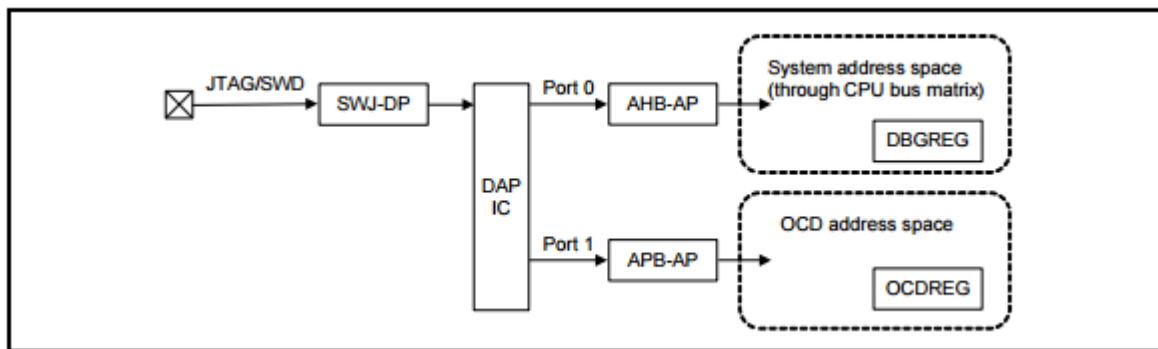 JTAG/SWD
SWJ-DP
DAP
IC
Port 0
AHB-AP
System address space
(through CPU bus matrix)
DBGREG
Port 1
APB-AP
OCD address space
OCDREG